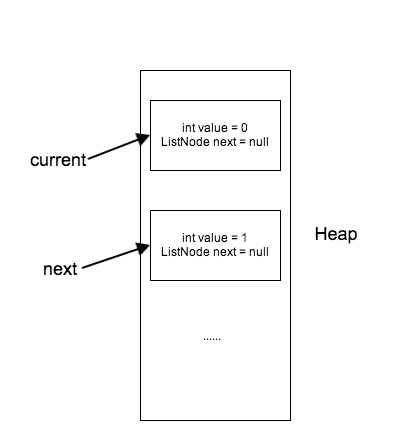 int value = 0
ListNode next = null
current
int value = 1
Heap
ListNode next = null
next
......